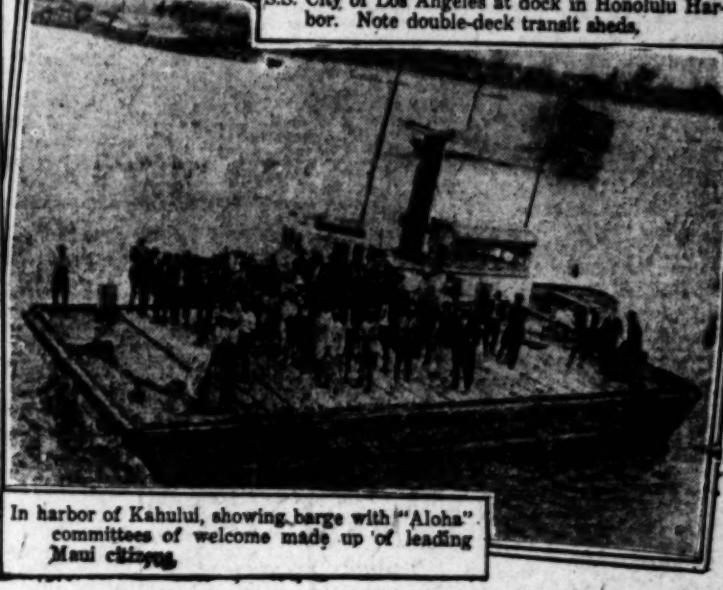 S.S. City of Los Angeles at dock in Honolulu Har-
bor. Note double-deck transit sheds,
In harbor of Kahului, showing barge with "Aloha"
committees of welcome made up of leading
Maui citizens,